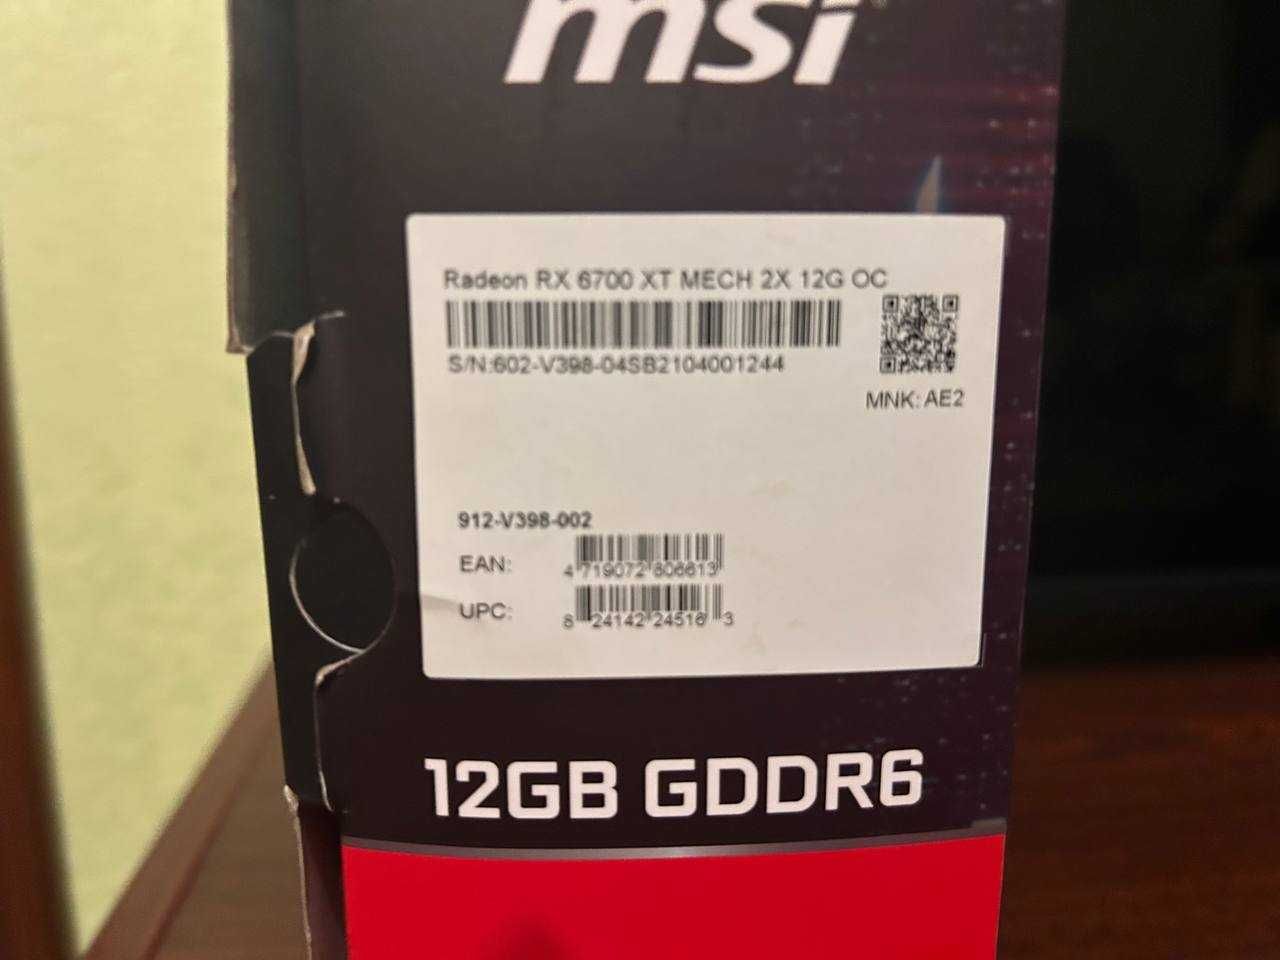 msi
Radeon RX 6700 XT MECH 2X 12G OC
S/N:602-V398-04SB2104001244
MNK: AE2
912-V398-002
EAN: 4 719072 806613
UPC: 8 24142 24516 3
12GB GDDR6